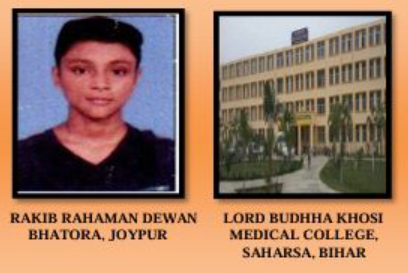 RAKIB RAHAMAN DEWAN
BHATORA, JOYPUR
LORD BUDHHA KHOSI
MEDICAL COLLEGE,
SAHARSA, BIHAR